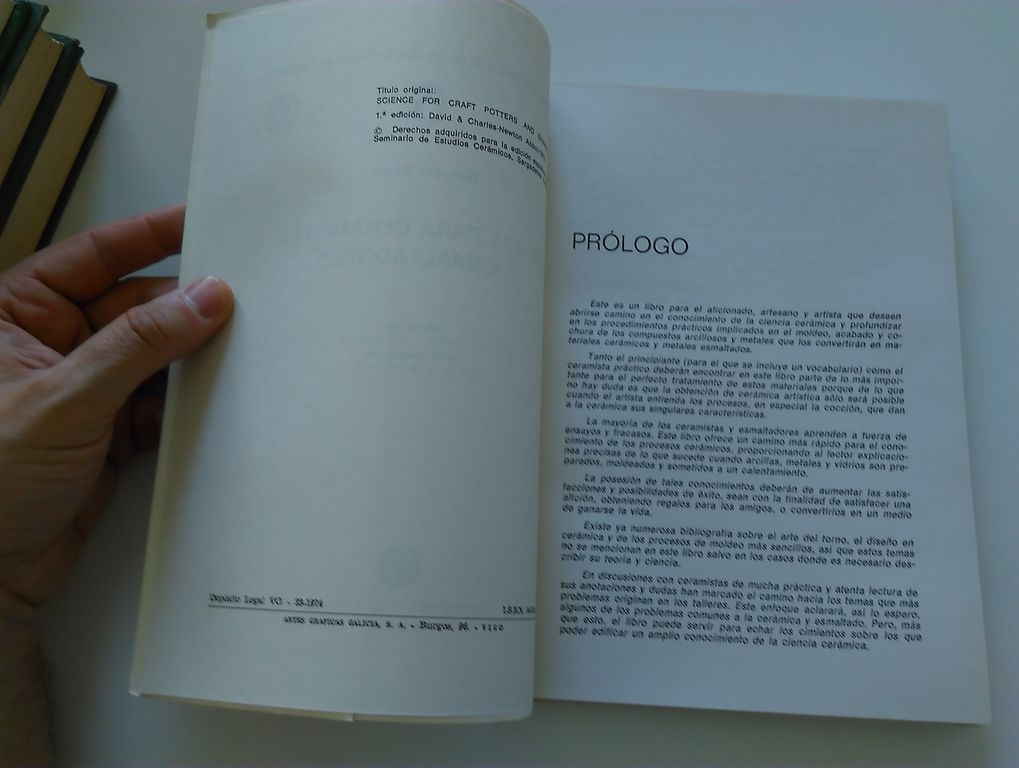 Título original:
SCIENCE FOR CRAFT POTTERS AND
1.ª edición: David & Charles-Newton
© Derechos adquiridos para la edición
Seminario de Estudios Cerámicos.
Depósito Legal: VG - 23-1974
I.S.B.N
ARTES GRAFICAS GALICIA, S. A. - Burgos, 36. - VIGO
PRÓLOGO
Este es un libro para el aficionado, artesano y artista que deseen
abrirse camino en el conocimiento de la ciencia cerámica y profundizar
en los procedimientos prácticos implicados en el moldeo, acabado y co-
chura de los compuestos arcillosos y metales que los convertirán en ma-
teriales cerámicos y metales esmaltados.
Tanto el principiante (para el que se incluye un vocabulario) como el
ceramista práctico deberán encontrar en este libro parte de lo más impor-
tante para el perfecto tratamiento de estos materiales porque de lo que
no hay duda es que la obtención de cerámica artística sólo será posible
cuando el artista entienda los procesos, en especial la cocción, que dan
a la cerámica sus singulares características.
La mayoría de los ceramistas y esmaltadores aprenden a fuerza de
ensayos y fracasos. Este libro ofrece un camino más rápido para el cono-
cimiento de los procesos cerámicos, proporcionando al lector explicacio-
nes precisas de lo que sucede cuando arcillas, metales y vidrios son pre-
parados, moldeados y sometidos a un calentamiento.
La posesión de tales conocimientos deberán de aumentar las satis-
facciones y posibilidades de éxito, sean con la finalidad de satisfacer una
afición, obteniendo regalos para los amigos, o convertirlos en un medio
de ganarse la vida.
Existe ya numerosa bibliografía sobre el arte del torno, el diseño en
cerámica y de los procesos de moldeo más sencillos, así que estos temas
no se mencionan en este libro salvo en los casos donde es necesario des-
cribir su teoría y ciencia.
En discusiones con ceramistas de mucha práctica y atenta lectura de
sus anotaciones y dudas han marcado el camino hacia los temas que más
problemas originan en los talleres. Este enfoque aclarará, así lo espero,
algunos de los problemas comunes a la cerámica y esmaltado. Pero, más
que esto, el libro puede servir para echar los cimientos sobre los que
poder edificar un amplio conocimiento de la ciencia cerámica.